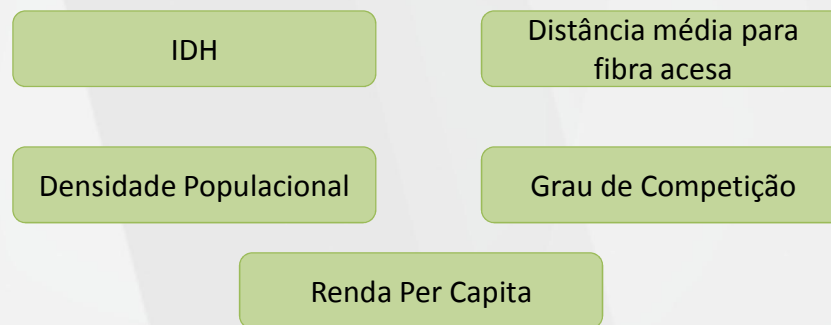 IDH
Distância média para
fibra acesa
Densidade Populacional
Grau de Competição
Renda Per Capita